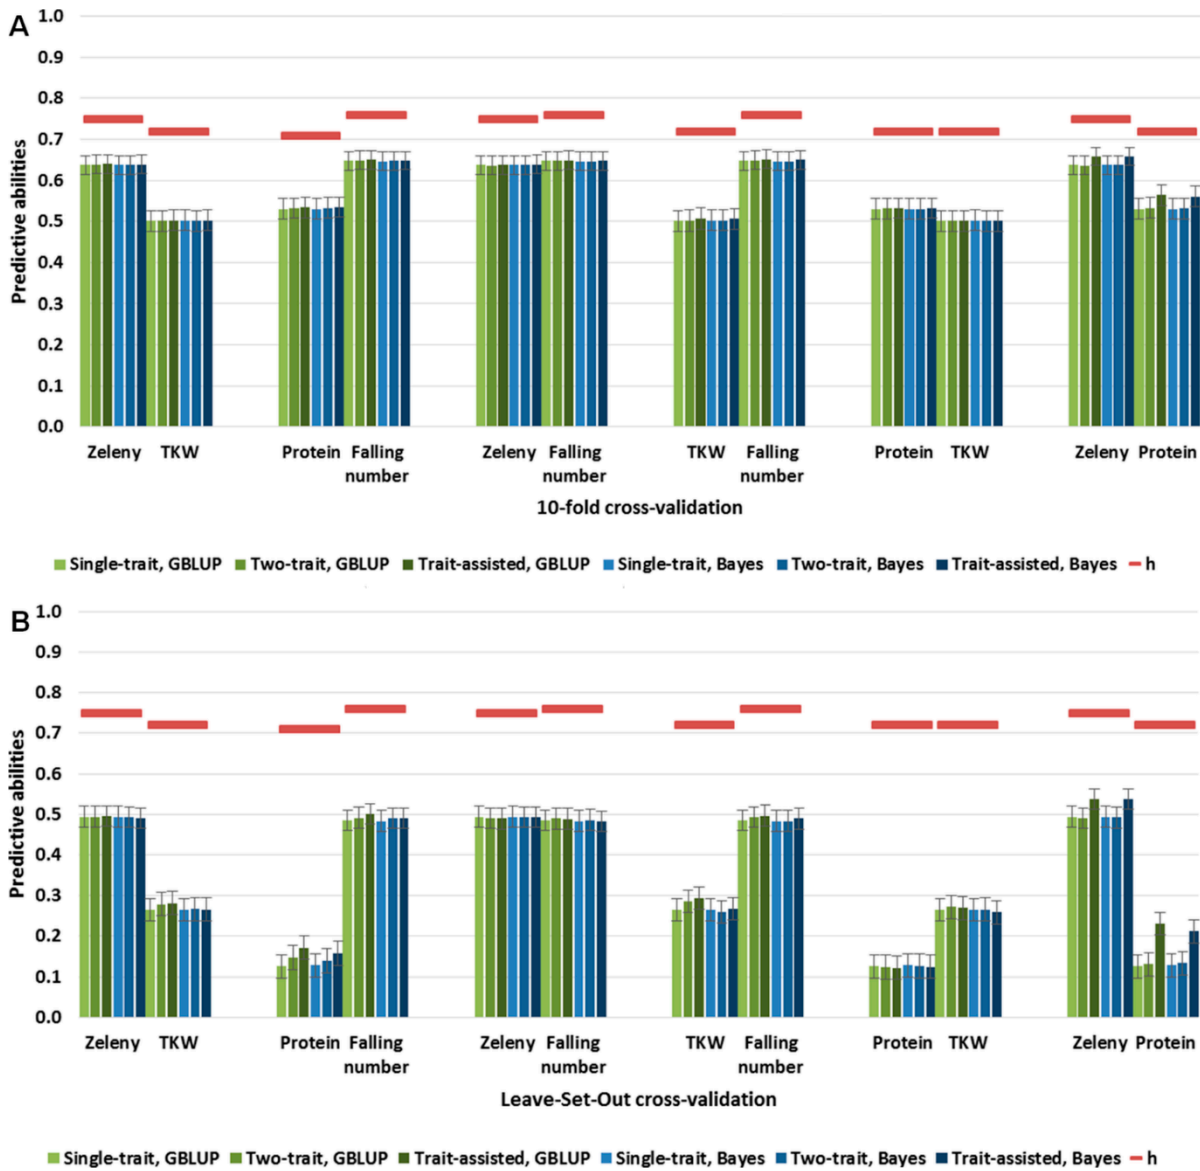 A
1.0
0.9
0.8
0.7
0.6
0.5
0.4
0.3
0.2
0.1
0.0
Predictive abilities
Zeleny TKW Protein Falling Zeleny Falling TKW Falling Protein TKW Zeleny Protein
number number number
10-fold cross-validation
Single-trait, GBLUP Two-trait, GBLUP Trait-assisted, GBLUP Single-trait, Bayes Two-trait, Bayes Trait-assisted, Bayes h
B
1.0
0.9
0.8
0.7
0.6
0.5
0.4
0.3
0.2
0.1
0.0
Predictive abilities
Zeleny TKW Protein Falling Zeleny Falling TKW Falling Protein TKW Zeleny Protein
number number number
Leave-Set-Out cross-validation
Single-trait, GBLUP Two-trait, GBLUP Trait-assisted, GBLUP Single-trait, Bayes Two-trait, Bayes Trait-assisted, Bayes h